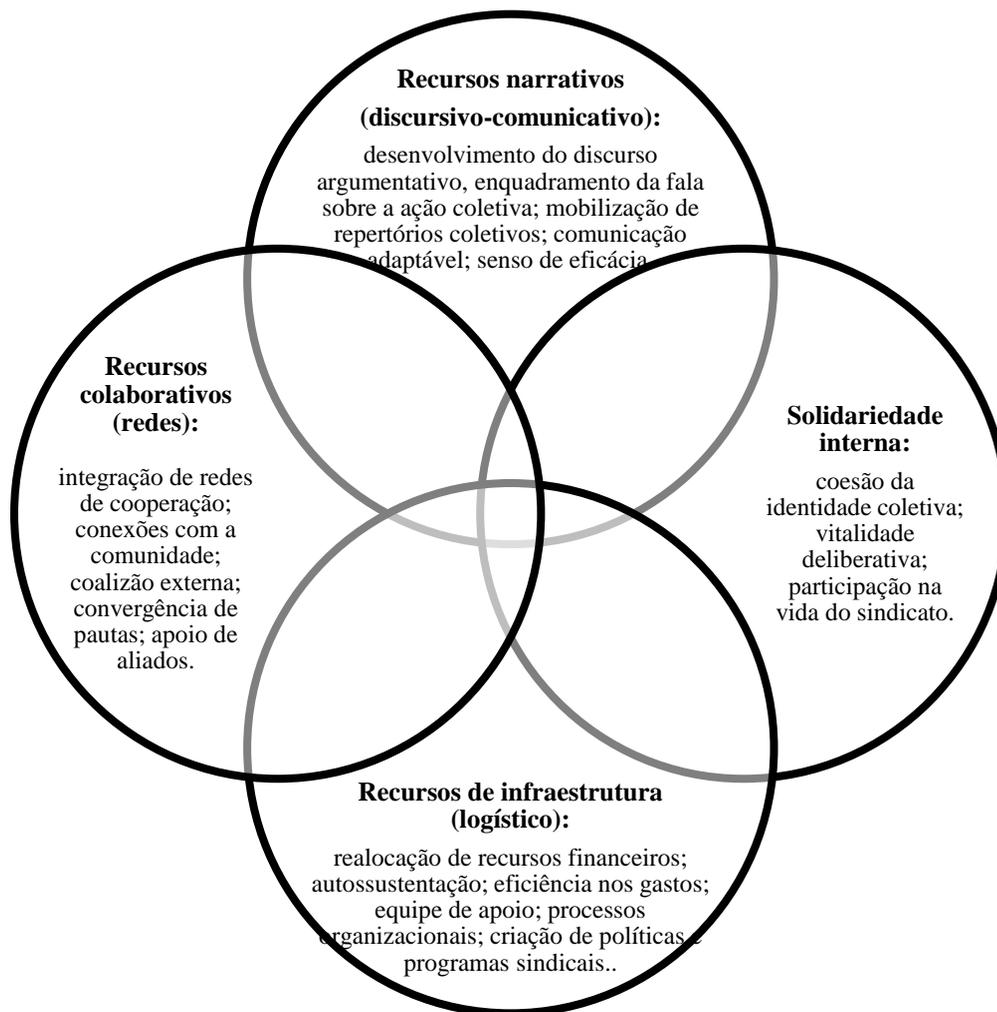 Recursos narrativos
(discursivo-comunicativo):
desenvolvimento do discurso
argumentativo, enquadramento da fala
sobre a ação coletiva; mobilização de
repertórios coletivos; comunicação
adaptável; senso de eficácia.
Recursos
colaborativos
(redes):
integração de redes
de cooperação;
conexões com a
comunidade;
coalizão externa;
convergência de
pautas; apoio de
aliados.
Solidariedade
interna:
coesão da
identidade coletiva;
vitalidade
deliberativa;
participação na
vida do sindicato.
Recursos de infraestrutura
(logístico):
realocação de recursos financeiros;
autossustentação; eficiência nos gastos;
equipe de apoio; processos
organizacionais; criação de políticas e
programas sindicais..